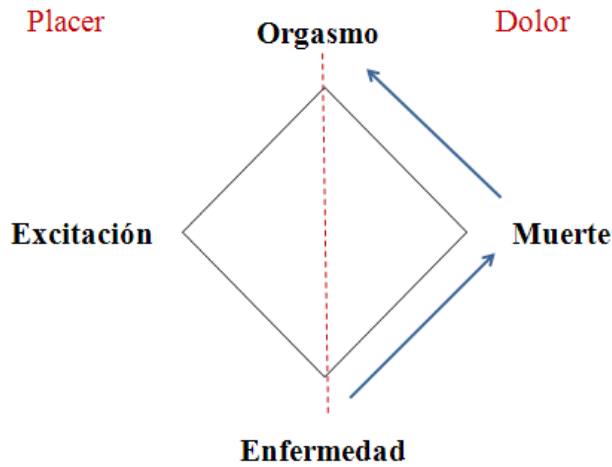 Placer
Orgasmo
Dolor
Excitación
Muerte
Enfermedad